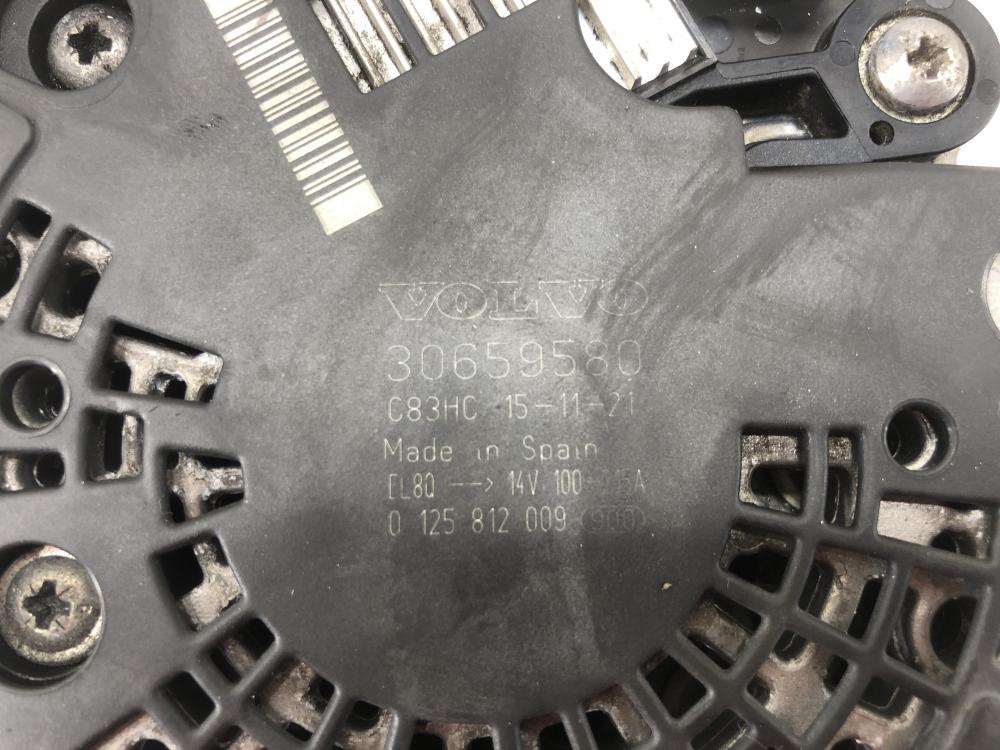 VOLVO
30659580
C83HC 15-11-21
Made in Spain
EL8Q --> 14V 100
0 125 812 009